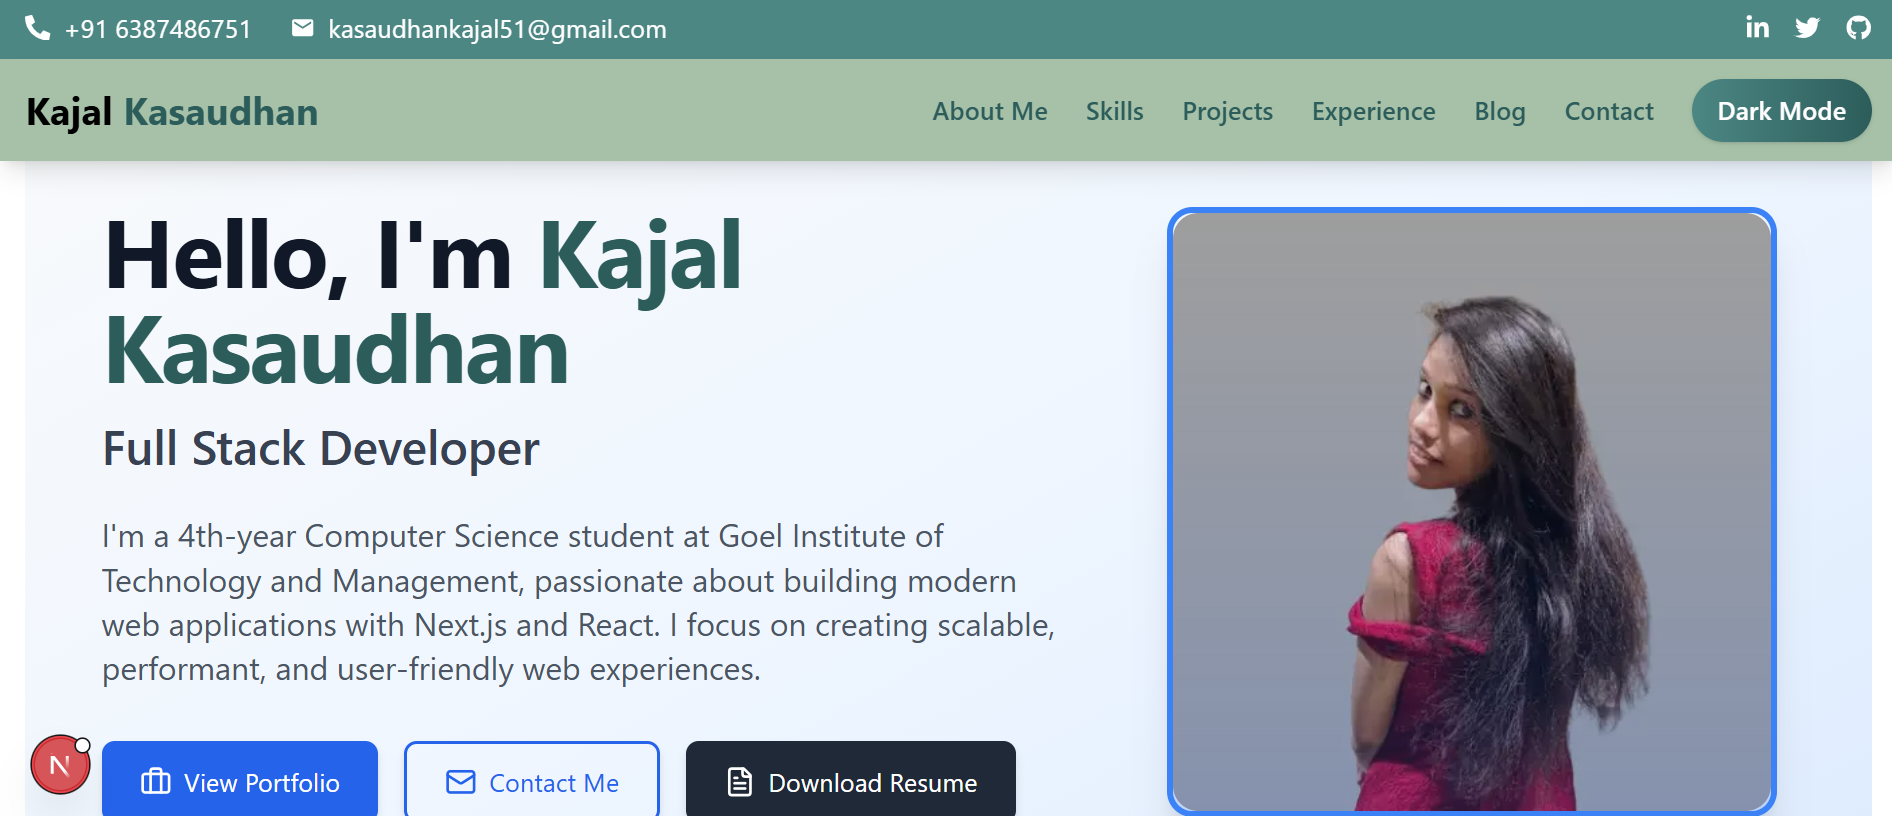 +91 6387486751 kasaudhankajal51@gmail.com
Kajal Kasaudhan About Me Skills Projects Experience Blog Contact Dark Mode
Hello, I'm Kajal
Kasaudhan
Full Stack Developer
I'm a 4th-year Computer Science student at Goel Institute of
Technology and Management, passionate about building modern
web applications with Next.js and React. I focus on creating scalable,
performant, and user-friendly web experiences.
N View Portfolio Contact Me Download Resume